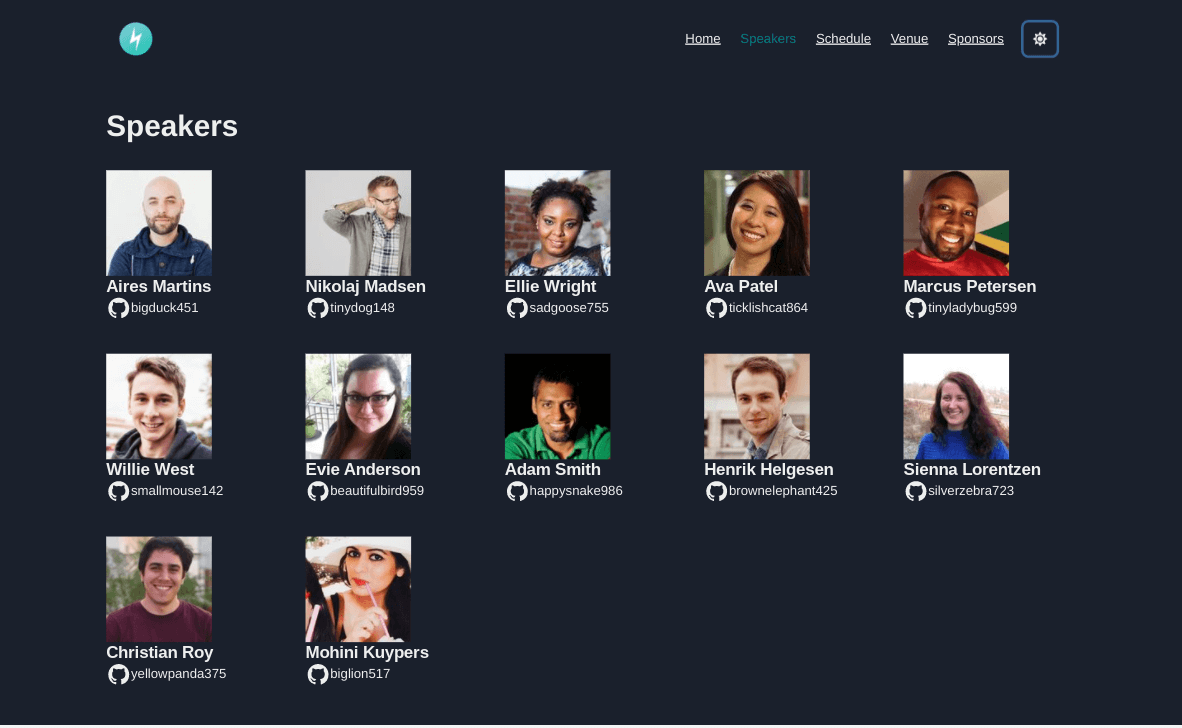 Home Speakers Schedule Venue Sponsors
Speakers
Aires Martins
bigduck451
Nikolaj Madsen
tinydog148
Ellie Wright
sadgoose755
Ava Patel
ticklishcat864
Marcus Petersen
tinyladybug599
Willie West
smallmouse142
Evie Anderson
beautifulbird959
Adam Smith
happysnake986
Henrik Helgesen
brownelephant425
Sienna Lorentzen
silverzebra723
Christian Roy
yellowpanda375
Mohini Kuypers
biglion517